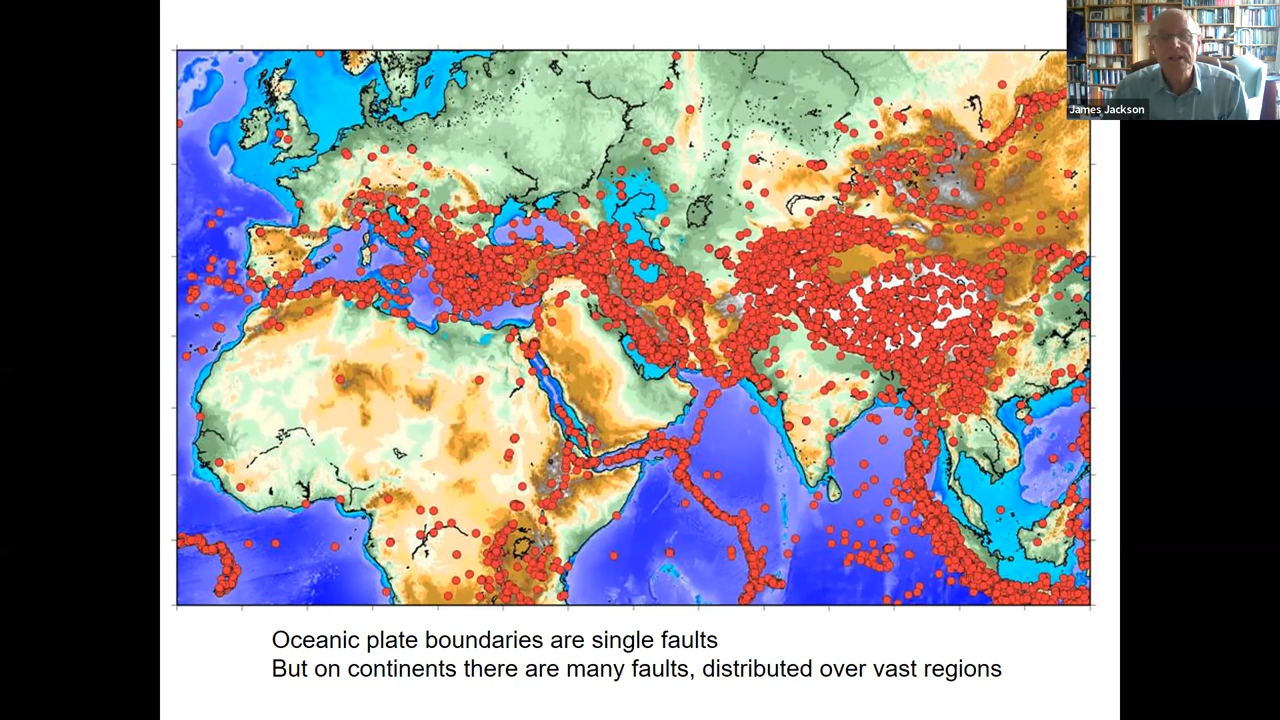 James Jackson
Oceanic plate boundaries are single faults
But on continents there are many faults, distributed over vast regions